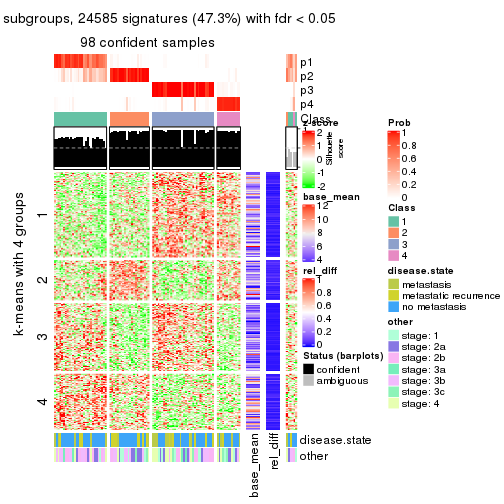 subgroups, 24585 signatures (47.3%) with fdr < 0.05
98 confident samples
p1
p2
p3
p4
Class
1
Silhouette
score
k-means with 4 groups
1
2
3
4
base_mean
rel_diff
disease.state
other
z-score
2
1
0
-1
-2
base_mean
12
10
8
6
4
rel_diff
1
0.8
0.6
0.4
0.2
0
Status (barplots)
confident
ambiguous
Prob
1
0.8
0.6
0.4
0.2
0
Class
1
2
3
4
disease.state
metastasis
metastatic recurrence
no metastasis
other
stage: 1
stage: 2a
stage: 2b
stage: 3a
stage: 3b
stage: 3c
stage: 4